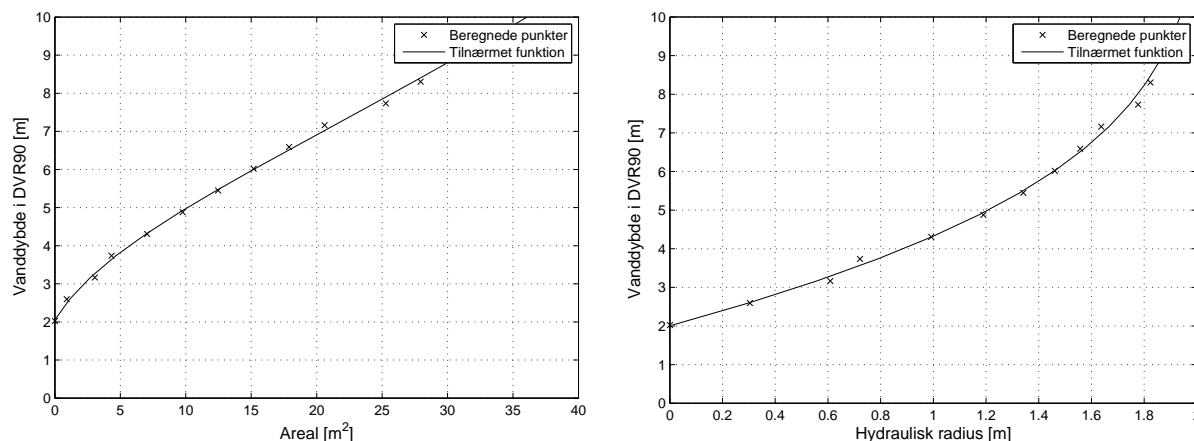 10
9
8
7
6
5
4
3
2
1
0
Vanddybde i DVR90 [m]
0 5 10 15 20 25 30 35 40
Areal [m²]
Beregnede punkter
Tilnærmet funktion
10
9
8
7
6
5
4
3
2
1
0
Vanddybde i DVR90 [m]
0 0.2 0.4 0.6 0.8 1 1.2 1.4 1.6 1.8 2
Hydraulisk radius [m]
Beregnede punkter
Tilnærmet funktion